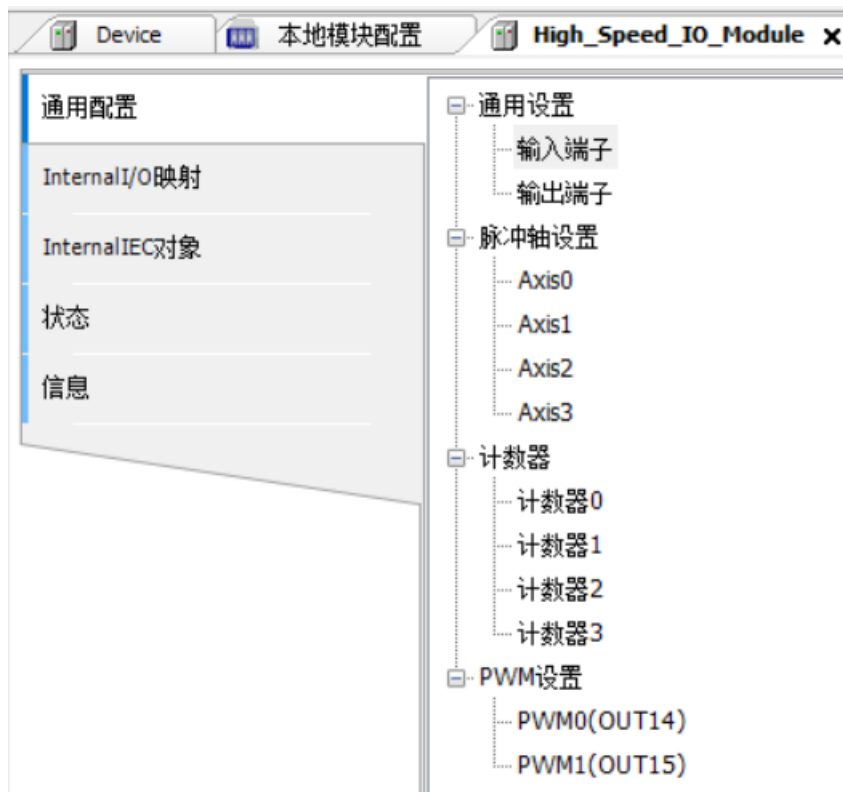 Device
本地模块配置
High_Speed_IO_Module
通用配置
InternalI/O映射
InternalIEC对象
状态
信息
通用设置
输入端子
输出端子
脉冲轴设置
Axis0
Axis1
Axis2
Axis3
计数器
计数器0
计数器1
计数器2
计数器3
PWM设置
PWM0(OUT14)
PWM1(OUT15)